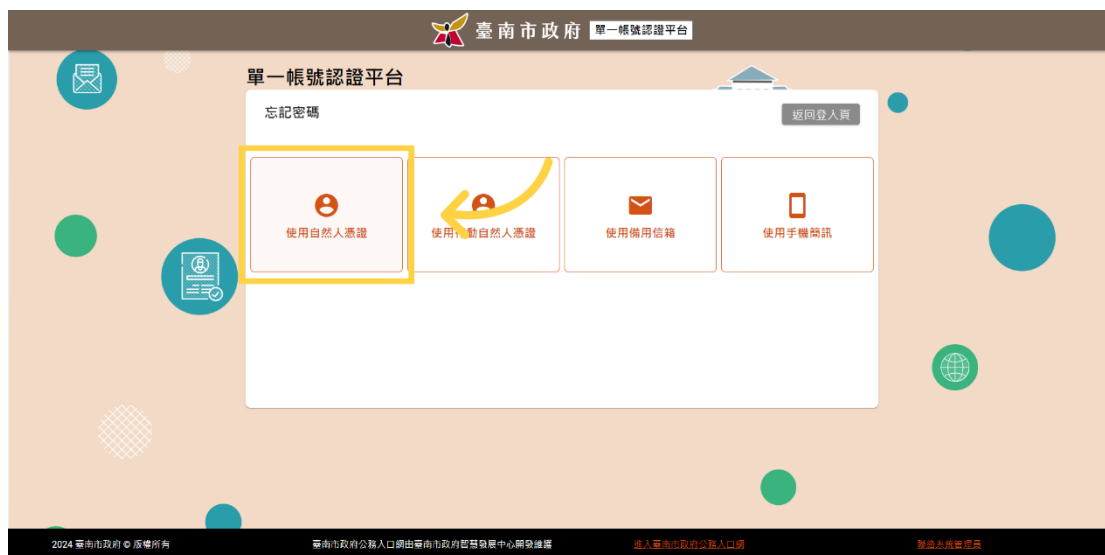 臺南市政府 單一帳號認證平台
單一帳號認證平台
忘記密碼
返回登入頁
使用自然人憑證
使用行動自然人憑證
使用備用信箱
使用手機簡訊
2024 臺南市政府 © 版權所有
臺南市政府公務入口網由臺南市政府智慧發展中心開發維護
進入臺南市政府公務入口網
聯絡系統管理員